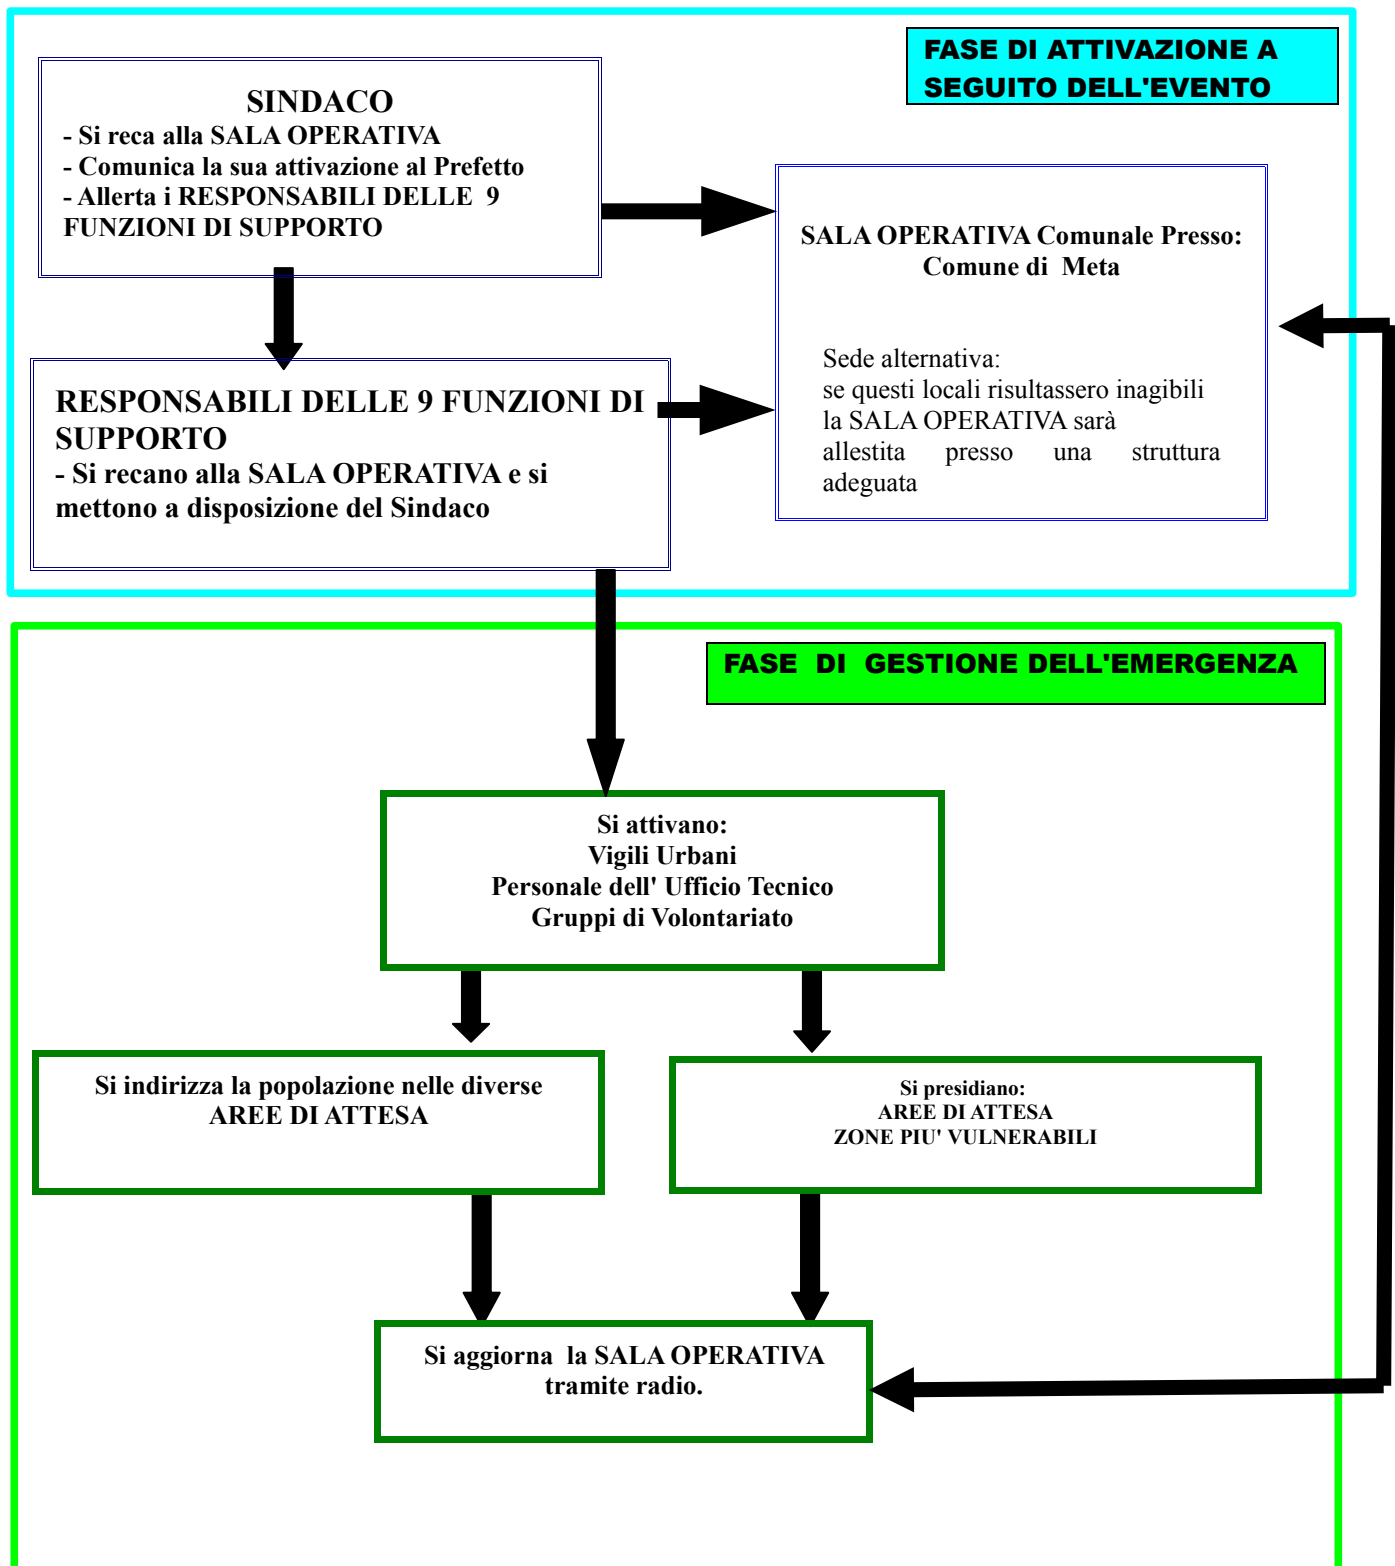 FASE DI ATTIVAZIONE A
SEGUITO DELL'EVENTO
SINDACO
- Si reca alla SALA OPERATIVA
- Comunica la sua attivazione al Prefetto
- Allerta i RESPONSABILI DELLE 9
FUNZIONI DI SUPPORTO
SALA OPERATIVA Comunale Presso:
Comune di Meta
Sede alternativa:
se questi locali risultassero inagibili
la SALA OPERATIVA sarà
allestita presso una struttura
adeguata
RESPONSABILI DELLE 9 FUNZIONI DI
SUPPORTO
- Si recano alla SALA OPERATIVA e si
mettono a disposizione del Sindaco
FASE DI GESTIONE DELL'EMERGENZA
Si attivano:
Vigili Urbani
Personale dell' Ufficio Tecnico
Gruppi di Volontariato
Si indirizza la popolazione nelle diverse
AREE DI ATTESA
Si presidiano:
AREE DI ATTESA
ZONE PIU' VULNERABILI
Si aggiorna la SALA OPERATIVA
tramite radio.